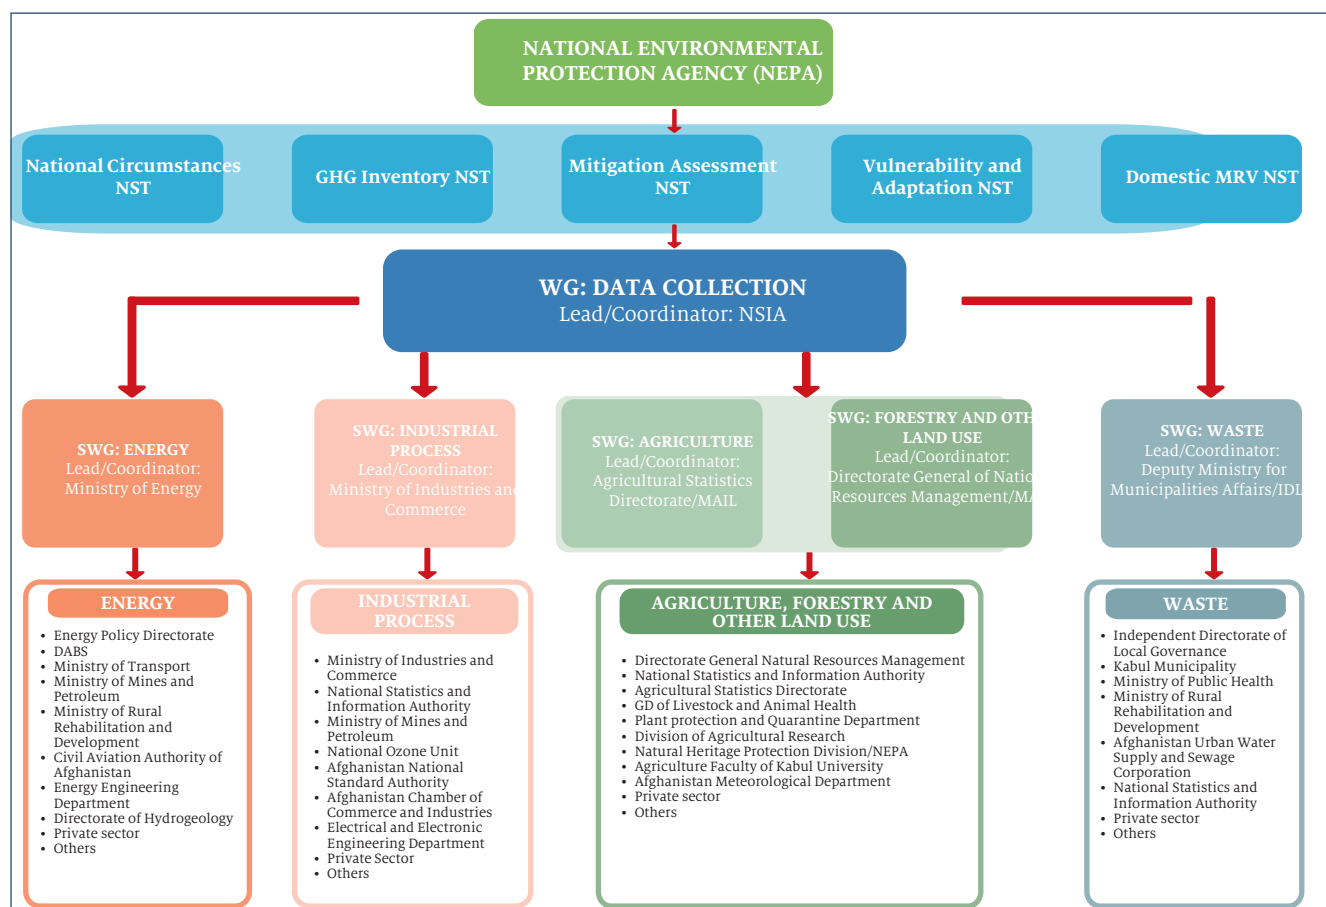 NATIONAL ENVIRONMENTAL
PROTECTION AGENCY (NEPA)
National Circumstances
NST
GHG Inventory NST
Mitigation Assessment
NST
Vulnerability and
Adaptation NST
Domestic MRV NST
WG: DATA COLLECTION
Lead/Coordinator: NSIA
SWG: ENERGY
Lead/Coordinator:
Ministry of Energy
SWG: INDUSTRIAL
PROCESS
Lead/Coordinator:
Ministry of Industries and
Commerce
SWG: AGRICULTURE
Lead/Coordinator:
Agricultural Statistics
Directorate/MAIL
SWG: FORESTRY AND OTH
LAND USE
Lead/Coordinator:
Directorate General of Natio
Resources Management/MA
SWG: WASTE
Lead/Coordinator:
Deputy Ministry for
Municipalities Affairs/IDL
ENERGY
• Energy Policy Directorate
• DABS
• Ministry of Transport
• Ministry of Mines and
Petroleum
• Ministry of Rural
Rehabilitation and
Development
• Civil Aviation Authority of
Afghanistan
• Energy Engineering
Department
• Directorate of Hydrogeology
• Private sector
• Others
INDUSTRIAL
PROCESS
• Ministry of Industries and
Commerce
• National Statistics and
Information Authority
• Ministry of Mines and
Petroleum
• National Ozone Unit
• Afghanistan National
Standard Authority
• Afghanistan Chamber of
Commerce and Industries
• Electrical and Electronic
Engineering Department
• Private Sector
• Others
AGRICULTURE, FORESTRY AND
OTHER LAND USE
• Directorate General Natural Resources Management
• National Statistics and Information Authority
• Agricultural Statistics Directorate
• GD of Livestock and Animal Health
• Plant protection and Quarantine Department
• Division of Agricultural Research
• Natural Heritage Protection Division/NEPA
• Agriculture Faculty of Kabul University
• Afghanistan Meteorological Department
• Private sector
• Others
WASTE
• Independent Directorate of
Local Governance
• Kabul Municipality
• Ministry of Public Health
• Ministry of Rural
Rehabilitation and
Development
• Afghanistan Urban Water
Supply and Sewage
Corporation
• National Statistics and
Information Authority
• Private sector
• Others